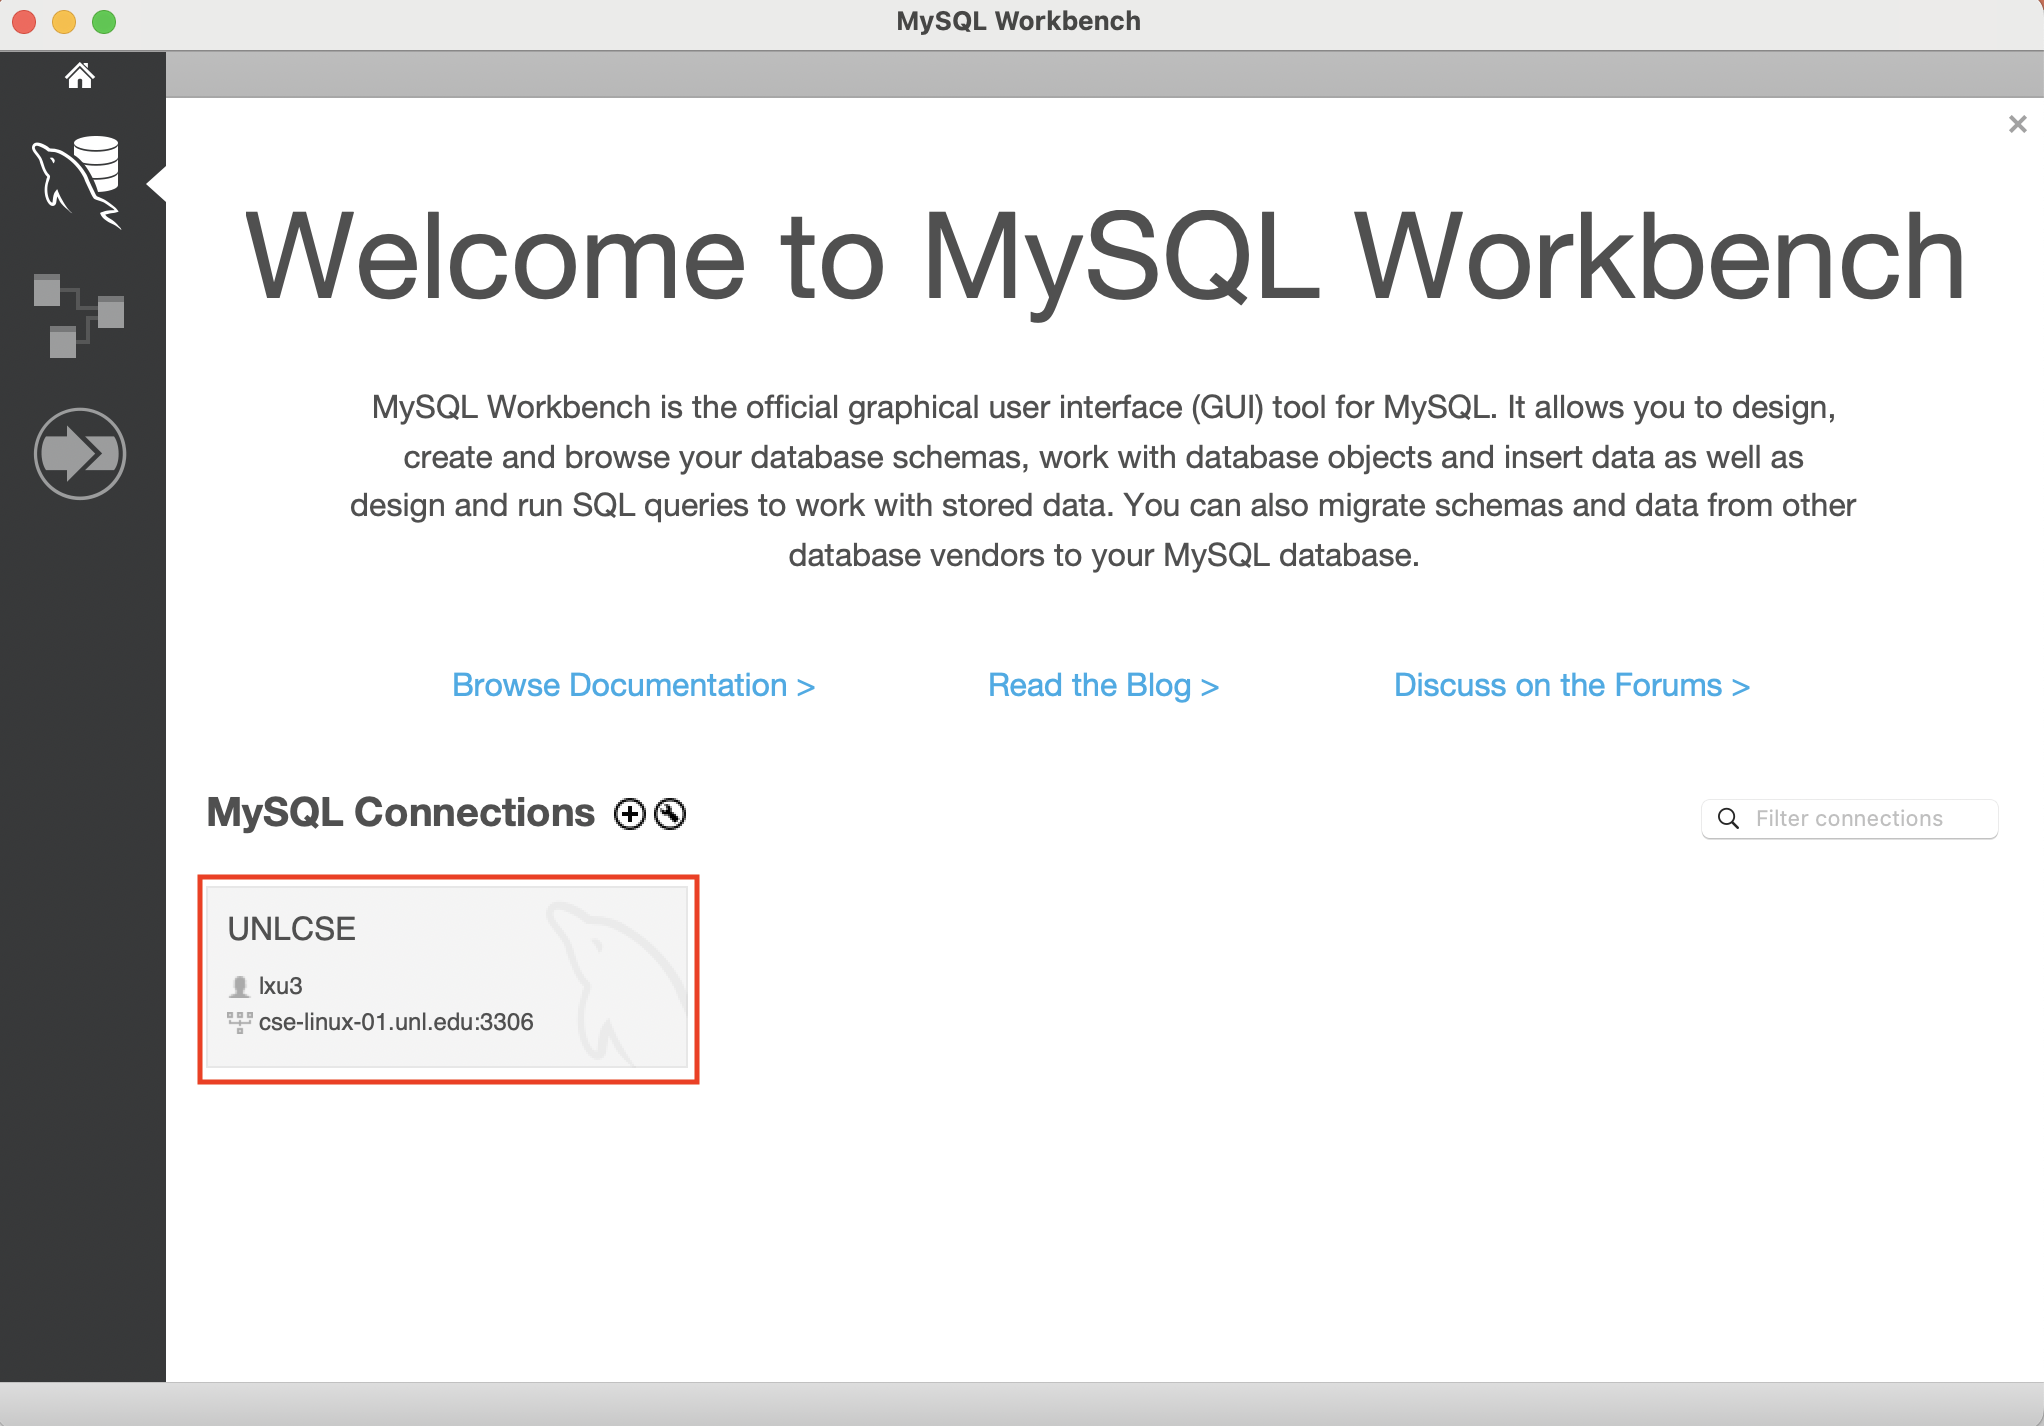 MySQL Workbench
Welcome to MySQL Workbench
MySQL Workbench is the official graphical user interface (GUI) tool for MySQL. It allows you to design,
create and browse your database schemas, work with database objects and insert data as well as
design and run SQL queries to work with stored data. You can also migrate schemas and data from other
database vendors to your MySQL database.
Browse Documentation >
Read the Blog >
Discuss on the Forums >
MySQL Connections
Filter connections
UNLCSE
lxu3
cse-linux-01.unl.edu:3306